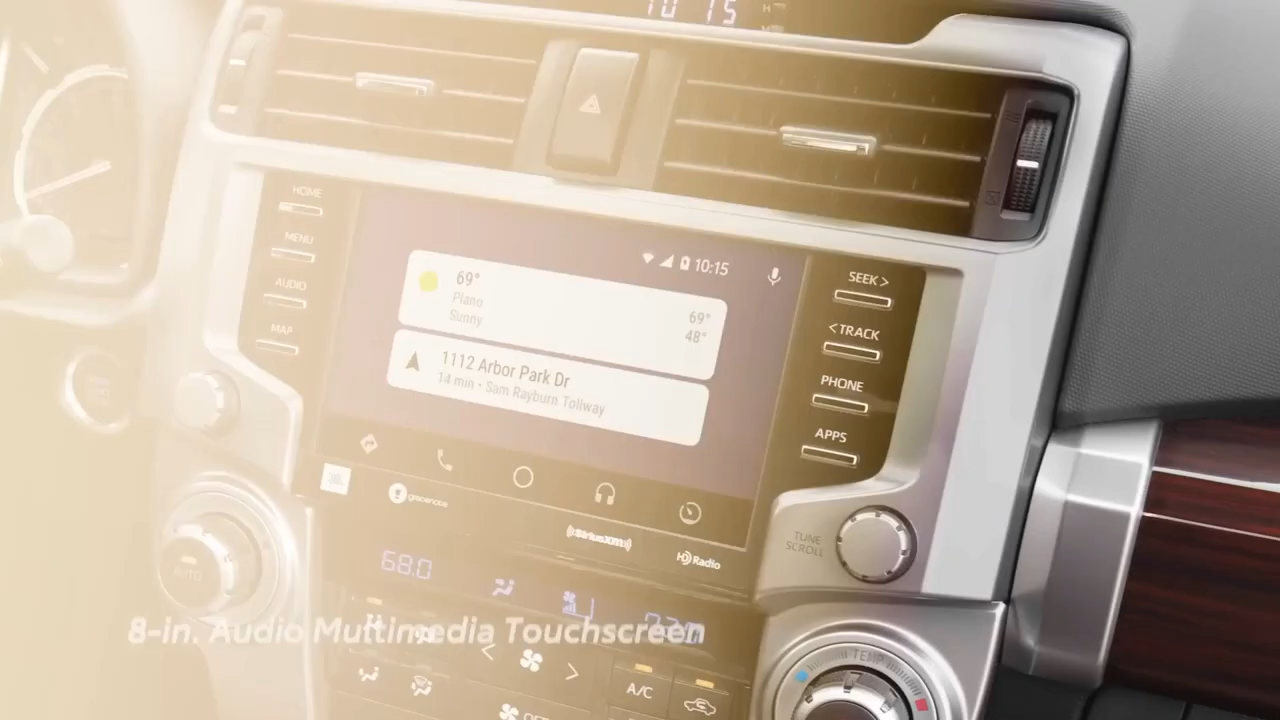 10 15
HOME
MENU
AUDIO
MAP
10:15
69°
Plano
Sunny
69°
48°
1112 Arbor Park Dr
14 min • Sam Rayburn Tollway
SEEK >
< TRACK
PHONE
APPS
TUNE
SCROLL
gracenote
SiriusXM
HD Radio
AUTO
68.0
8-in. Audio Multimedia Touchscreen
A/C
OFF
TEMP